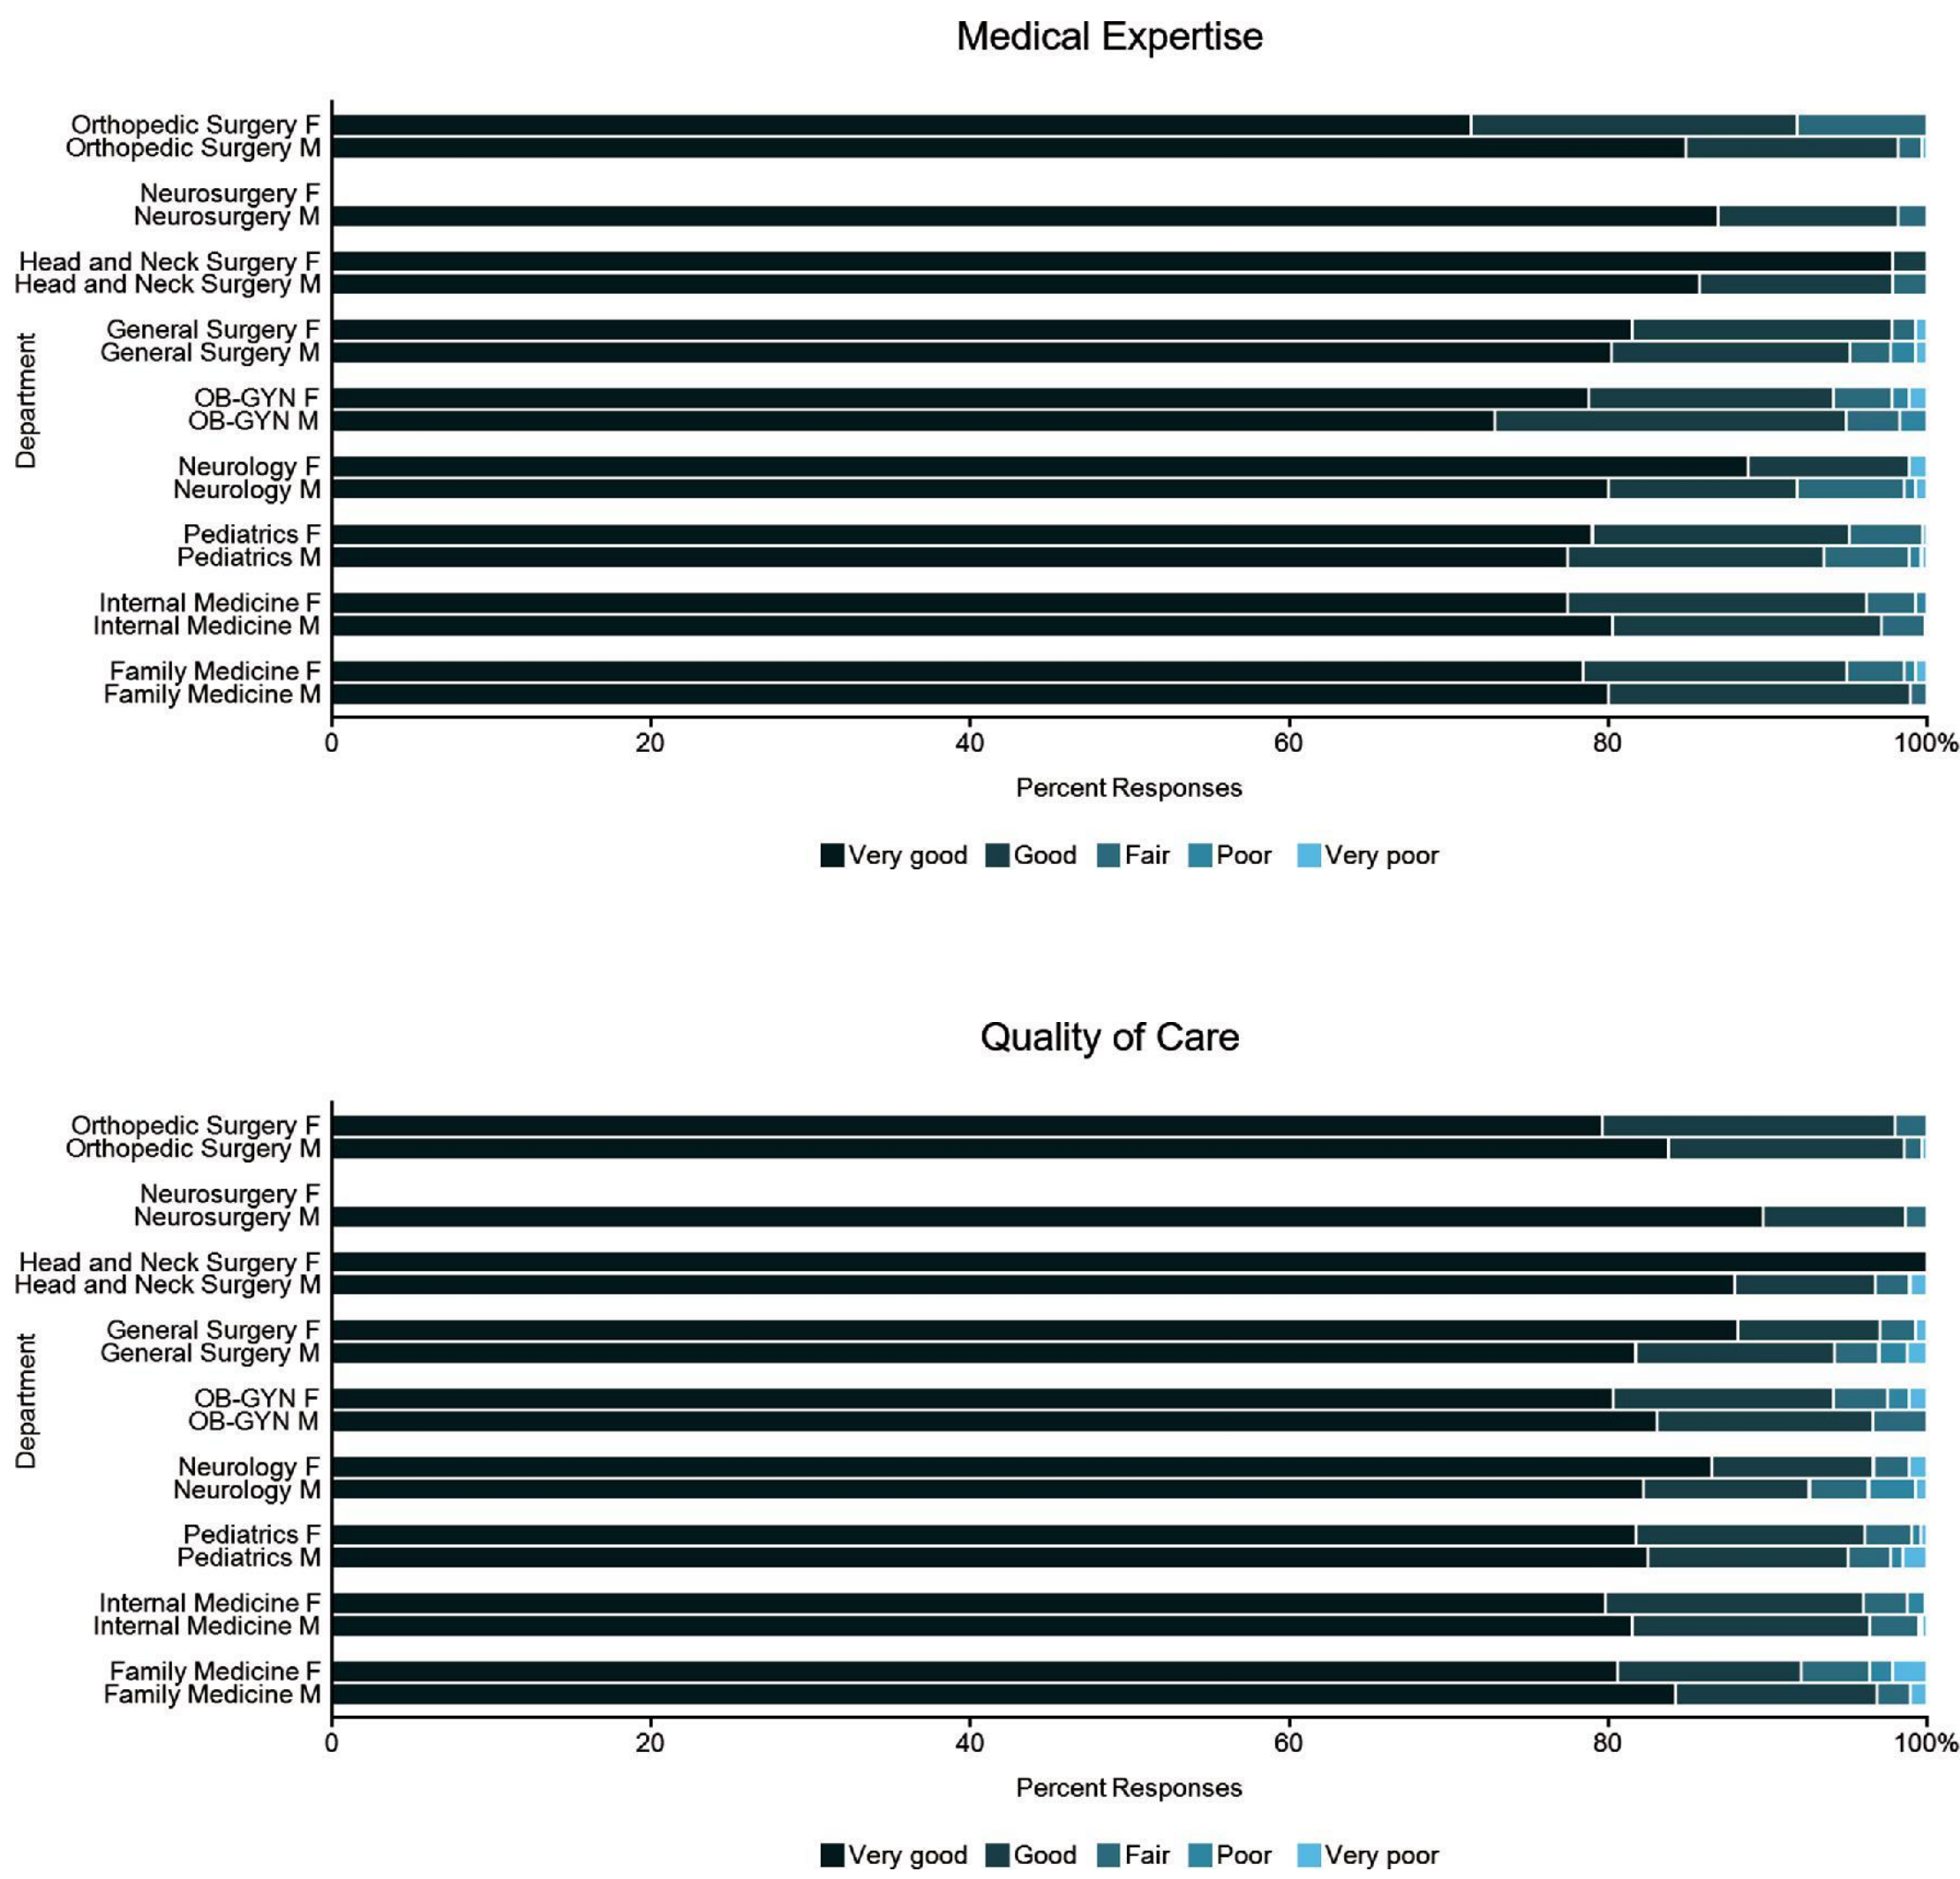 Medical Expertise
Department
Orthopedic Surgery F
Orthopedic Surgery M
Neurosurgery F
Neurosurgery M
Head and Neck Surgery F
Head and Neck Surgery M
General Surgery F
General Surgery M
OB-GYN F
OB-GYN M
Neurology F
Neurology M
Pediatrics F
Pediatrics M
Internal Medicine F
Internal Medicine M
Family Medicine F
Family Medicine M
0 20 40 60 80 100%
Percent Responses
Very good Good Fair Poor Very poor
Quality of Care
Department
Orthopedic Surgery F
Orthopedic Surgery M
Neurosurgery F
Neurosurgery M
Head and Neck Surgery F
Head and Neck Surgery M
General Surgery F
General Surgery M
OB-GYN F
OB-GYN M
Neurology F
Neurology M
Pediatrics F
Pediatrics M
Internal Medicine F
Internal Medicine M
Family Medicine F
Family Medicine M
0 20 40 60 80 100%
Percent Responses
Very good Good Fair Poor Very poor